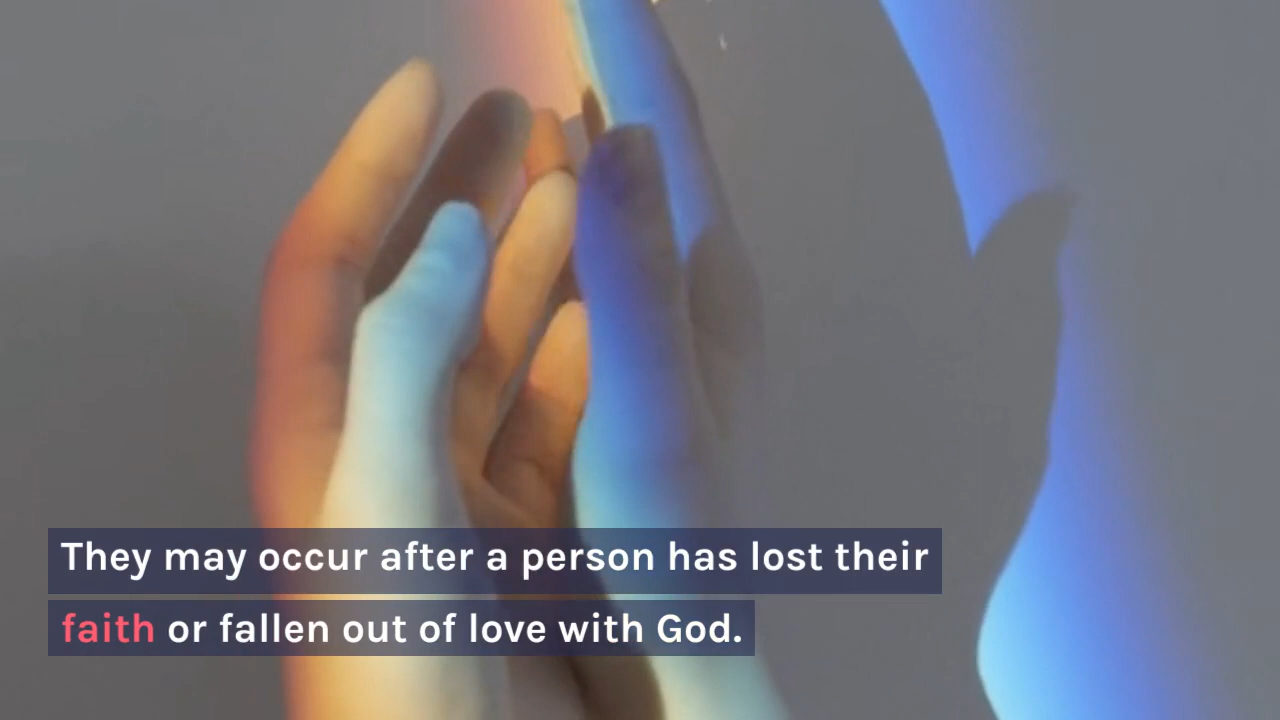 They may occur after a person has lost their
faith or fallen out of love with God.